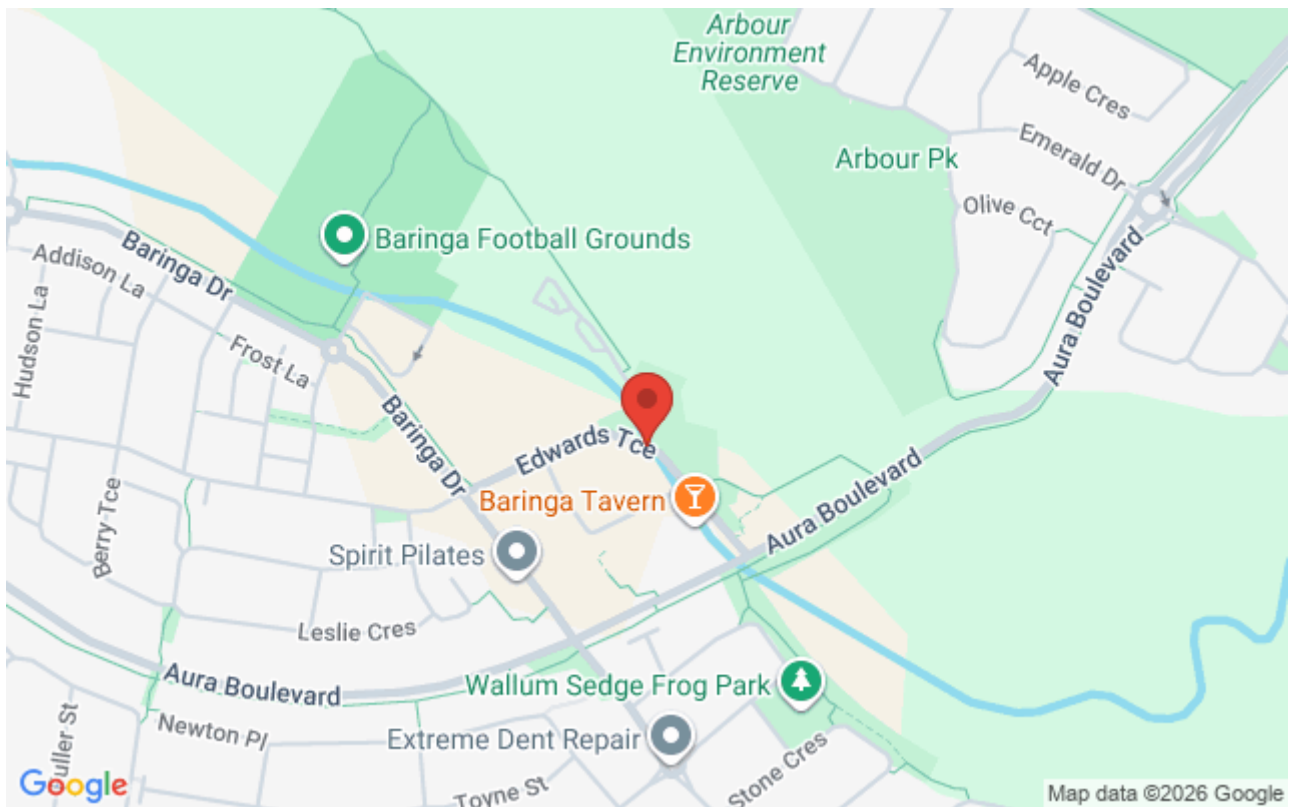 Arbour
Environment
Reserve
Apple Cres
Emerald Dr
Arbour Pk
Olive Cct
Baringa Football Grounds
Baringa Dr
Addison La
Aura Boulevard
Hudson La
Frost La
Baringa Dr
Edwards Tce
Aura Boulevard
Baringa Tavern
Berry Tce
Spirit Pilates
Leslie Cres
Aura Boulevard
Wallum Sedge Frog Park
Newton Pl
uller St
Extreme Dent Repair
Stone Cres
Toyne St
Google
Map data ©2026 Google